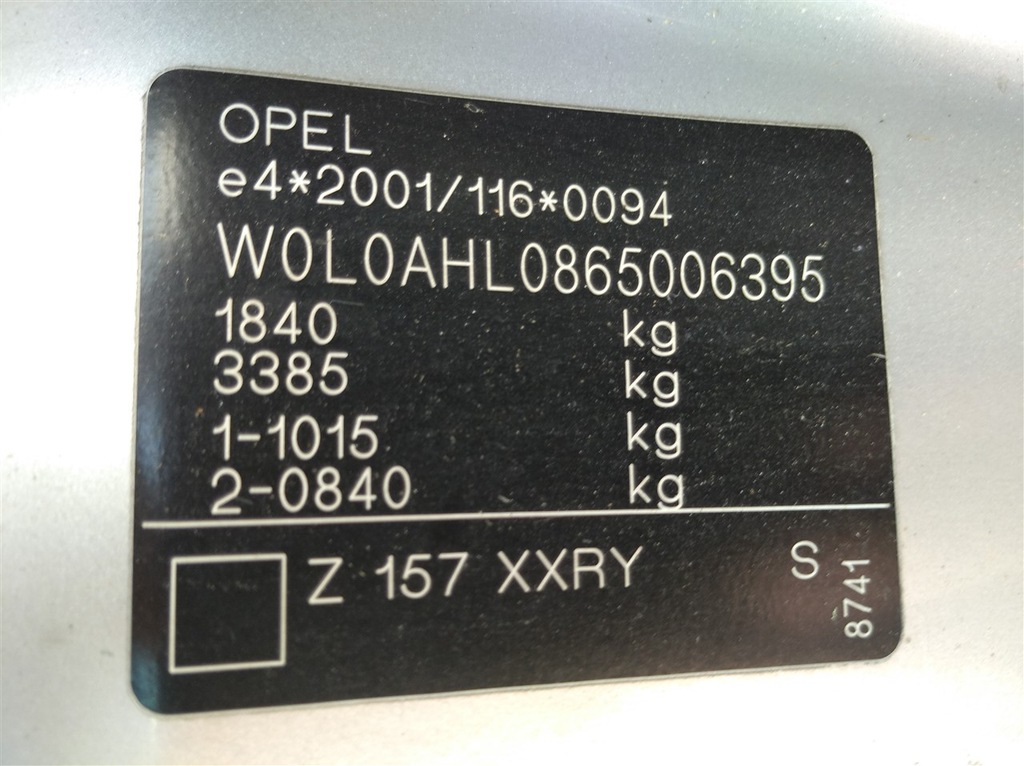 OPEL
e4*2001/116*0094
W0L0AHL0865006395
1840 kg
3385 kg
1-1015 kg
2-0840 kg
Z 157 XXRY S
8741